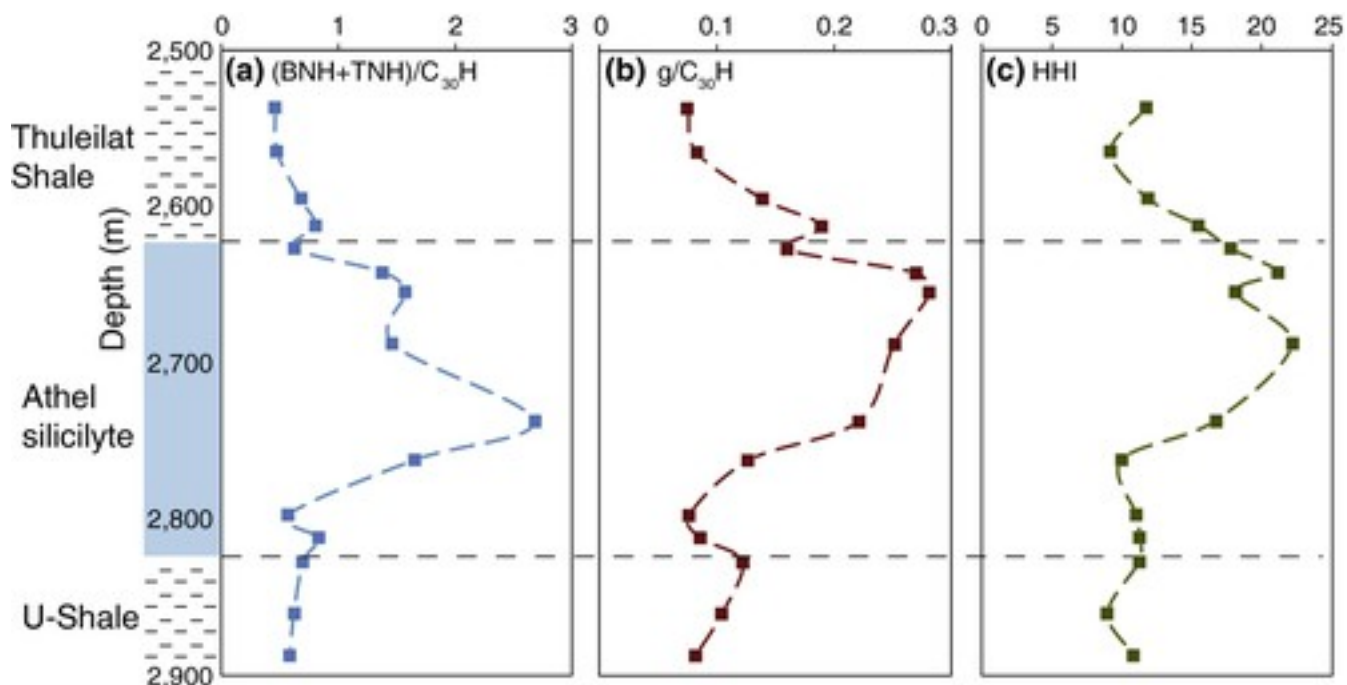 0 1 2 3
0 0.1 0.2 0.3
0 5 10 15 20 25
2,500
(a) (BNH+TNH)/C₃₀H
(b) g/C₃₀H
(c) HHI
Thuleilat
Shale
2,600
Depth (m)
2,700
Athel
silicilyte
2,800
U-Shale
2,900